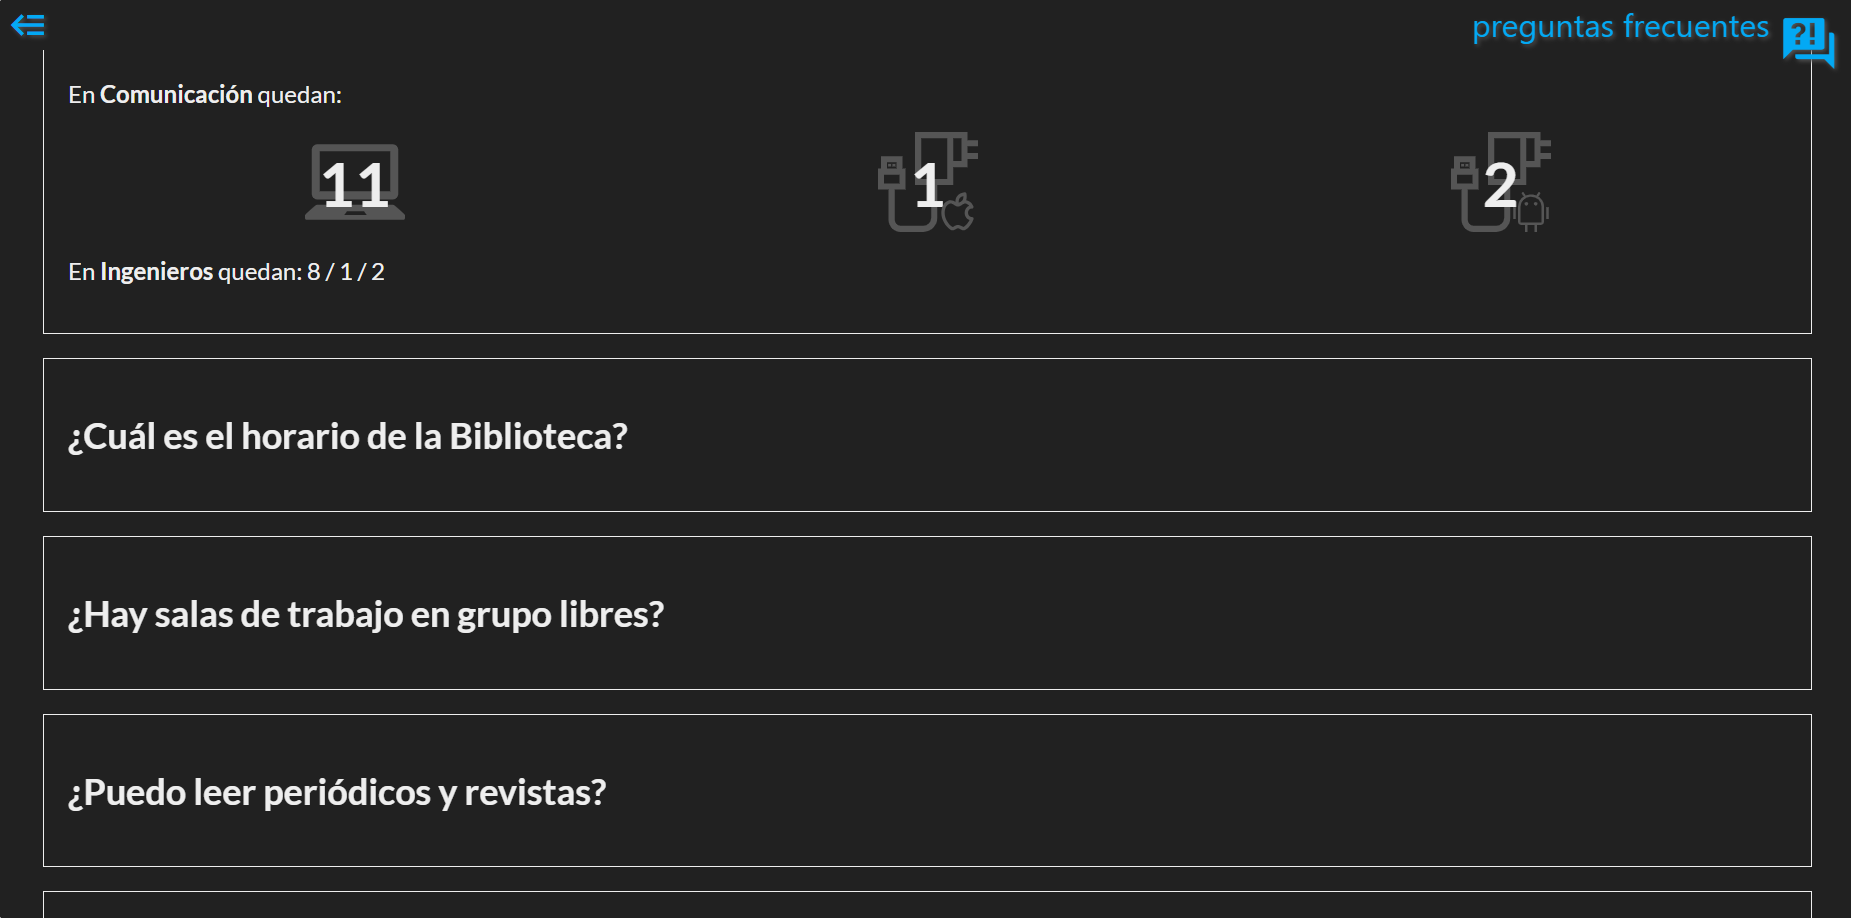 preguntas frecuentes ?!
En Comunicación quedan:
11 1 2
En Ingenieros quedan: 8 / 1 / 2
¿Cuál es el horario de la Biblioteca?
¿Hay salas de trabajo en grupo libres?
¿Puedo leer periódicos y revistas?